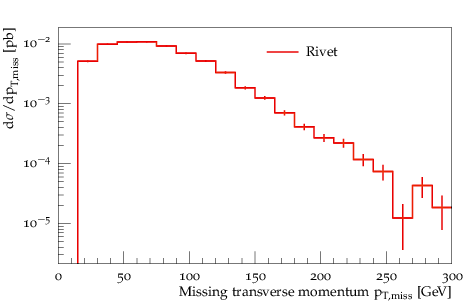 dσ/dp_T,miss [pb]
10⁻²
10⁻³
10⁻⁴
10⁻⁵
Rivet
0 50 100 150 200 250 300
Missing transverse momentum p_T,miss [GeV]